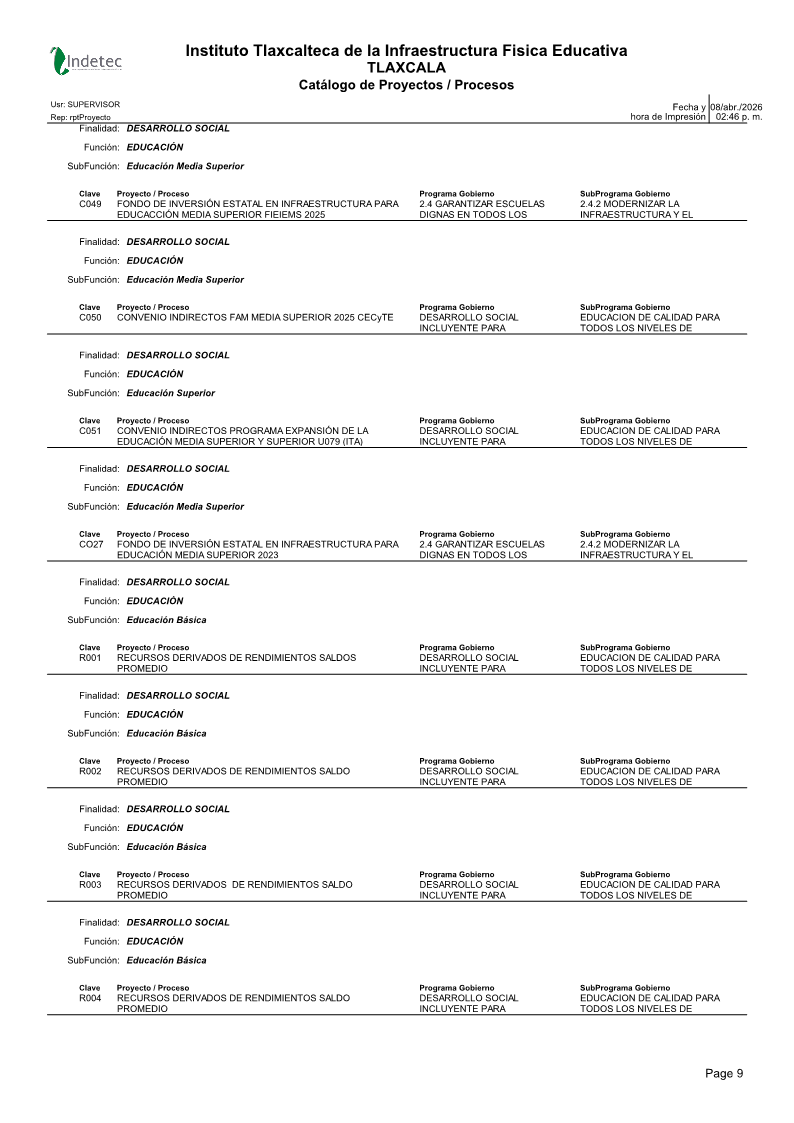 Indetec
Instituto Tlaxcalteca de la Infraestructura Fisica Educativa
TLAXCALA
Catálogo de Proyectos / Procesos
Usr: SUPERVISOR
Rep: rptProyecto
Fecha y 08/abr./2026
hora de Impresión 02:46 p. m.
Finalidad: DESARROLLO SOCIAL
Función: EDUCACIÓN
SubFunción: Educación Media Superior
Clave Proyecto / Proceso Programa Gobierno SubPrograma Gobierno
C049 FONDO DE INVERSIÓN ESTATAL EN INFRAESTRUCTURA PARA 2.4 GARANTIZAR ESCUELAS 2.4.2 MODERNIZAR LA
EDUCACCIÓN MEDIA SUPERIOR FIEIEMS 2025 DIGNAS EN TODOS LOS INFRAESTRUCTURA Y EL
Finalidad: DESARROLLO SOCIAL
Función: EDUCACIÓN
SubFunción: Educación Media Superior
Clave Proyecto / Proceso Programa Gobierno SubPrograma Gobierno
C050 CONVENIO INDIRECTOS FAM MEDIA SUPERIOR 2025 CECyTE DESARROLLO SOCIAL EDUCACION DE CALIDAD PARA
INCLUYENTE PARA TODOS LOS NIVELES DE
Finalidad: DESARROLLO SOCIAL
Función: EDUCACIÓN
SubFunción: Educación Superior
Clave Proyecto / Proceso Programa Gobierno SubPrograma Gobierno
C051 CONVENIO INDIRECTOS PROGRAMA EXPANSIÓN DE LA DESARROLLO SOCIAL EDUCACION DE CALIDAD PARA
EDUCACIÓN MEDIA SUPERIOR Y SUPERIOR U079 (ITA) INCLUYENTE PARA TODOS LOS NIVELES DE
Finalidad: DESARROLLO SOCIAL
Función: EDUCACIÓN
SubFunción: Educación Media Superior
Clave Proyecto / Proceso Programa Gobierno SubPrograma Gobierno
CO27 FONDO DE INVERSIÓN ESTATAL EN INFRAESTRUCTURA PARA 2.4 GARANTIZAR ESCUELAS 2.4.2 MODERNIZAR LA
EDUCACIÓN MEDIA SUPERIOR 2023 DIGNAS EN TODOS LOS INFRAESTRUCTURA Y EL
Finalidad: DESARROLLO SOCIAL
Función: EDUCACIÓN
SubFunción: Educación Básica
Clave Proyecto / Proceso Programa Gobierno SubPrograma Gobierno
R001 RECURSOS DERIVADOS DE RENDIMIENTOS SALDOS DESARROLLO SOCIAL EDUCACION DE CALIDAD PARA
PROMEDIO INCLUYENTE PARA TODOS LOS NIVELES DE
Finalidad: DESARROLLO SOCIAL
Función: EDUCACIÓN
SubFunción: Educación Básica
Clave Proyecto / Proceso Programa Gobierno SubPrograma Gobierno
R002 RECURSOS DERIVADOS DE RENDIMIENTOS SALDO DESARROLLO SOCIAL EDUCACION DE CALIDAD PARA
PROMEDIO INCLUYENTE PARA TODOS LOS NIVELES DE
Finalidad: DESARROLLO SOCIAL
Función: EDUCACIÓN
SubFunción: Educación Básica
Clave Proyecto / Proceso Programa Gobierno SubPrograma Gobierno
R003 RECURSOS DERIVADOS DE RENDIMIENTOS SALDO DESARROLLO SOCIAL EDUCACION DE CALIDAD PARA
PROMEDIO INCLUYENTE PARA TODOS LOS NIVELES DE
Finalidad: DESARROLLO SOCIAL
Función: EDUCACIÓN
SubFunción: Educación Básica
Clave Proyecto / Proceso Programa Gobierno SubPrograma Gobierno
R004 RECURSOS DERIVADOS DE RENDIMIENTOS SALDO DESARROLLO SOCIAL EDUCACION DE CALIDAD PARA
PROMEDIO INCLUYENTE PARA TODOS LOS NIVELES DE
Page 9